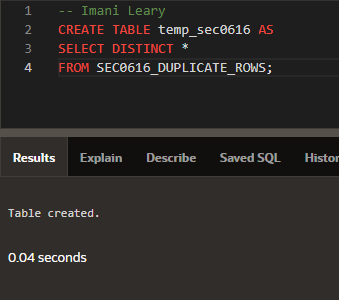 1 -- Imani Leary
2 CREATE TABLE temp_sec0616 AS
3 SELECT DISTINCT *
4 FROM SEC0616_DUPLICATE_ROWS;
Results Explain Describe Saved SQL Histor
Table created.
0.04 seconds